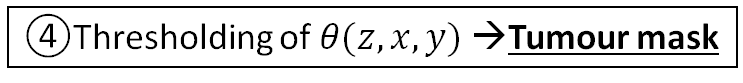 ④Thresholding of θ(z, x, y) →Tumour mask